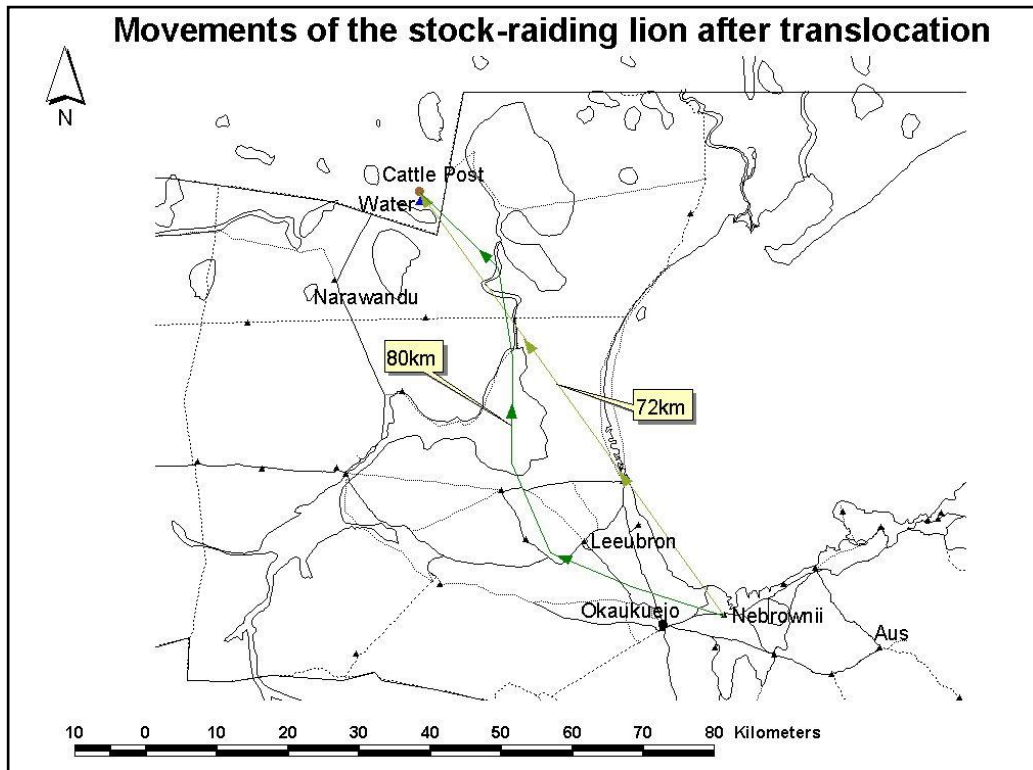 Movements of the stock-raiding lion after translocation
N
Cattle Post
Water
Narawandu
80km
72km
Leeubron
Okaukuejo
Nebrownii
Aus
10 0 10 20 30 40 50 60 70 80 Kilometers